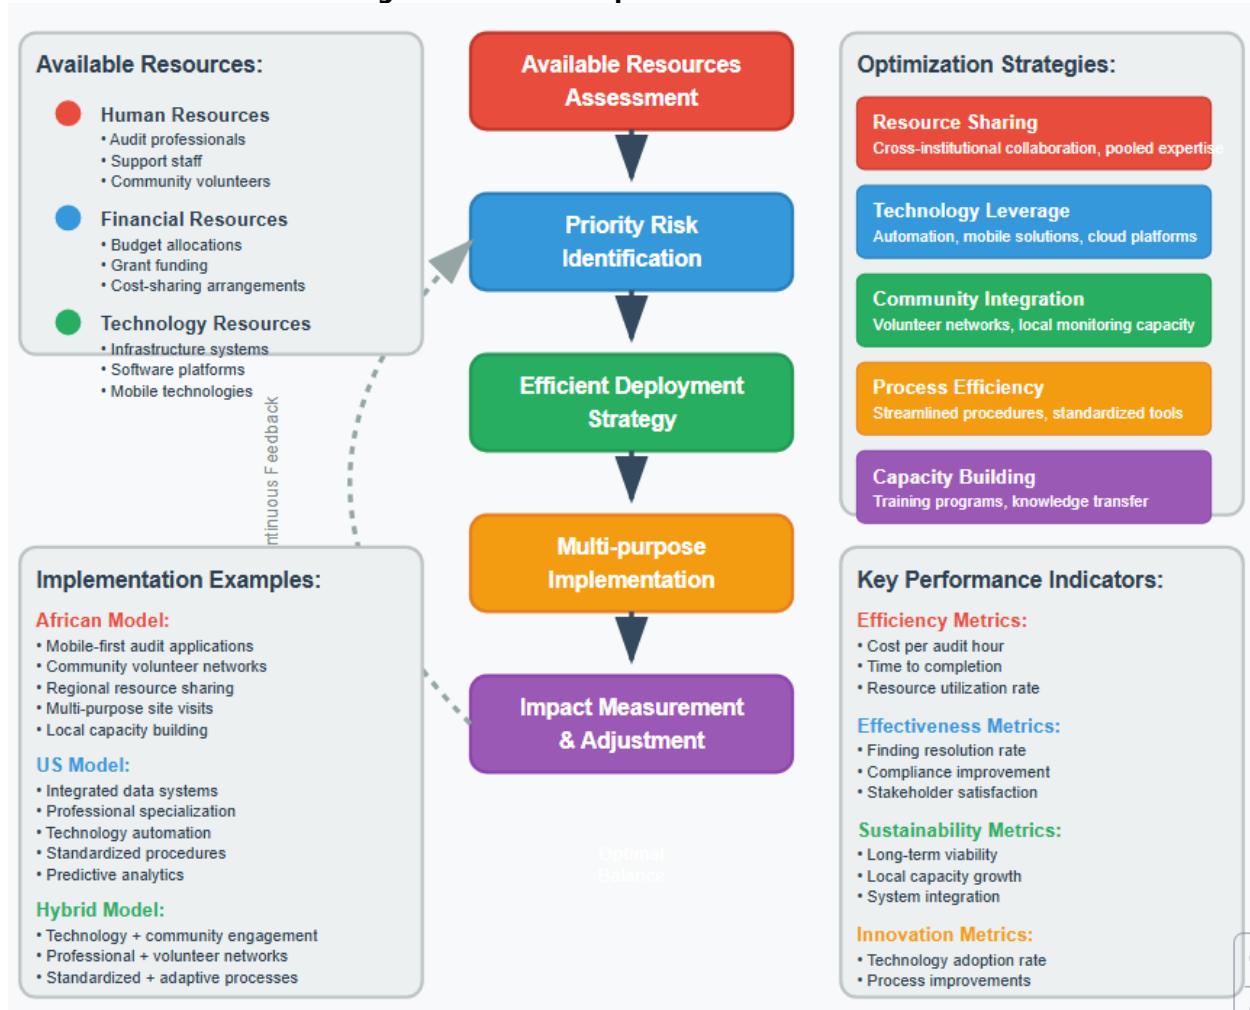 Available Resources:
Human Resources
• Audit professionals
• Support staff
• Community volunteers
Financial Resources
• Budget allocations
• Grant funding
• Cost-sharing arrangements
Technology Resources
• Infrastructure systems
• Software platforms
• Mobile technologies
ntinuous Feedback
Available Resources
Assessment
Priority Risk
Identification
Efficient Deployment
Strategy
Multi-purpose
Implementation
Impact Measurement
& Adjustment
Optimal
Balance
Optimization Strategies:
Resource Sharing
Cross-institutional collaboration, pooled expertise
Technology Leverage
Automation, mobile solutions, cloud platforms
Community Integration
Volunteer networks, local monitoring capacity
Process Efficiency
Streamlined procedures, standardized tools
Capacity Building
Training programs, knowledge transfer
Implementation Examples:
African Model:
• Mobile-first audit applications
• Community volunteer networks
• Regional resource sharing
• Multi-purpose site visits
• Local capacity building
US Model:
• Integrated data systems
• Professional specialization
• Technology automation
• Standardized procedures
• Predictive analytics
Hybrid Model:
• Technology + community engagement
• Professional + volunteer networks
• Standardized + adaptive processes
Key Performance Indicators:
Efficiency Metrics:
• Cost per audit hour
• Time to completion
• Resource utilization rate
Effectiveness Metrics:
• Finding resolution rate
• Compliance improvement
• Stakeholder satisfaction
Sustainability Metrics:
• Long-term viability
• Local capacity growth
• System integration
Innovation Metrics:
• Technology adoption rate
• Process improvements